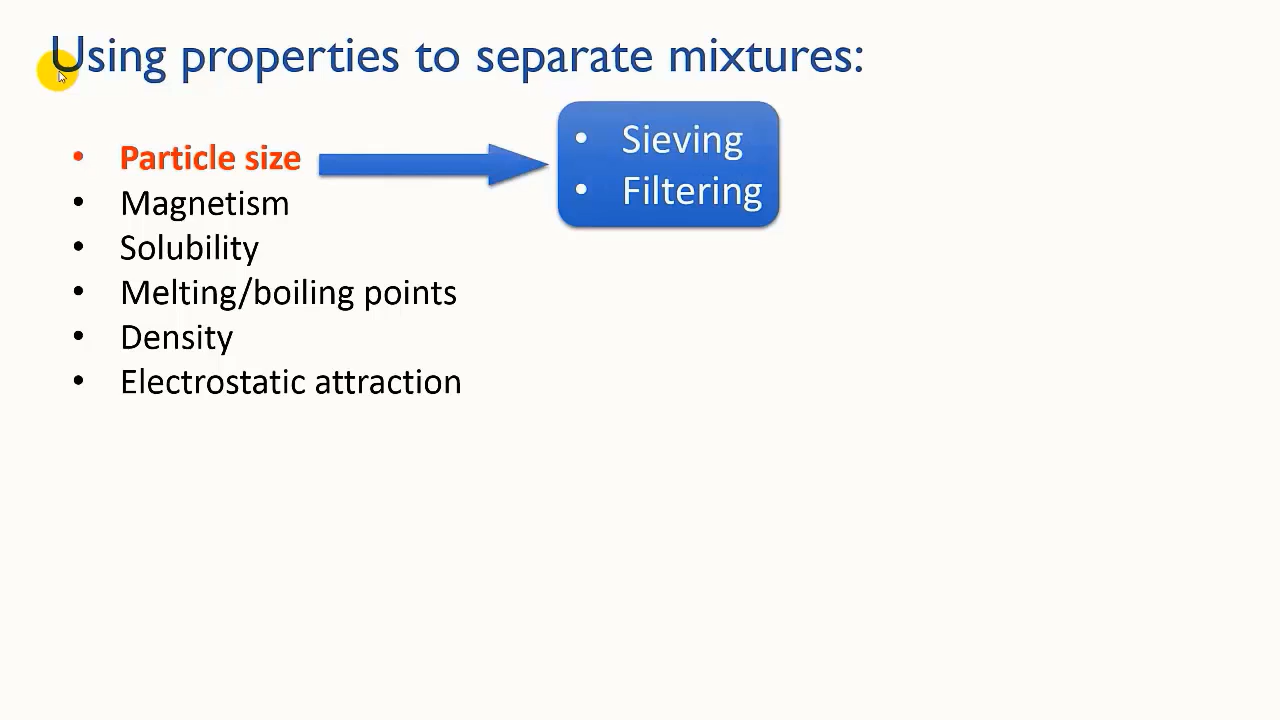 Using properties to separate mixtures:
• Particle size
• Sieving
• Filtering
• Magnetism
• Solubility
• Melting/boiling points
• Density
• Electrostatic attraction